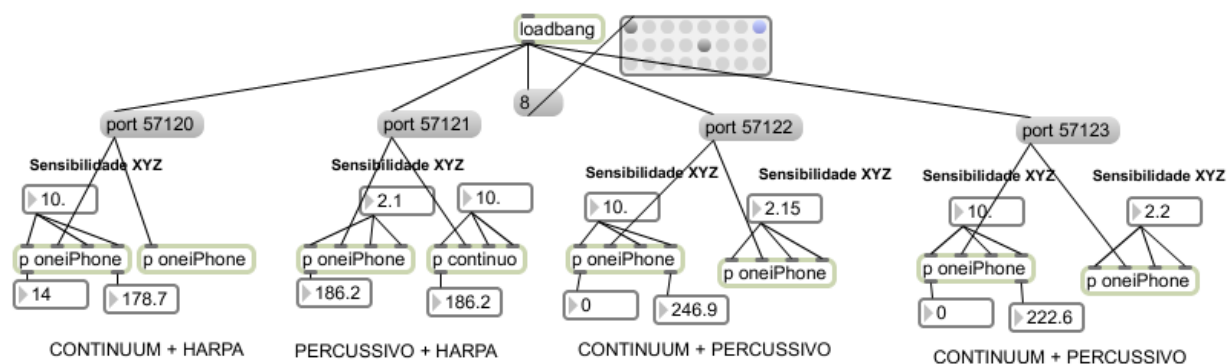 loadbang
8
port 57120
port 57121
port 57122
port 57123
Sensibilidade XYZ
Sensibilidade XYZ
Sensibilidade XYZ
Sensibilidade XYZ
Sensibilidade XYZ
Sensibilidade XYZ
10.
2.1
10.
10.
2.15
10.
2.2
p oneiPhone
p oneiPhone
p oneiPhone
p continuo
p oneiPhone
p oneiPhone
p oneiPhone
p oneiPhone
14
178.7
186.2
186.2
0
246.9
0
222.6
CONTINUUM + HARPA
PERCUSSIVO + HARPA
CONTINUUM + PERCUSSIVO
CONTINUUM + PERCUSSIVO